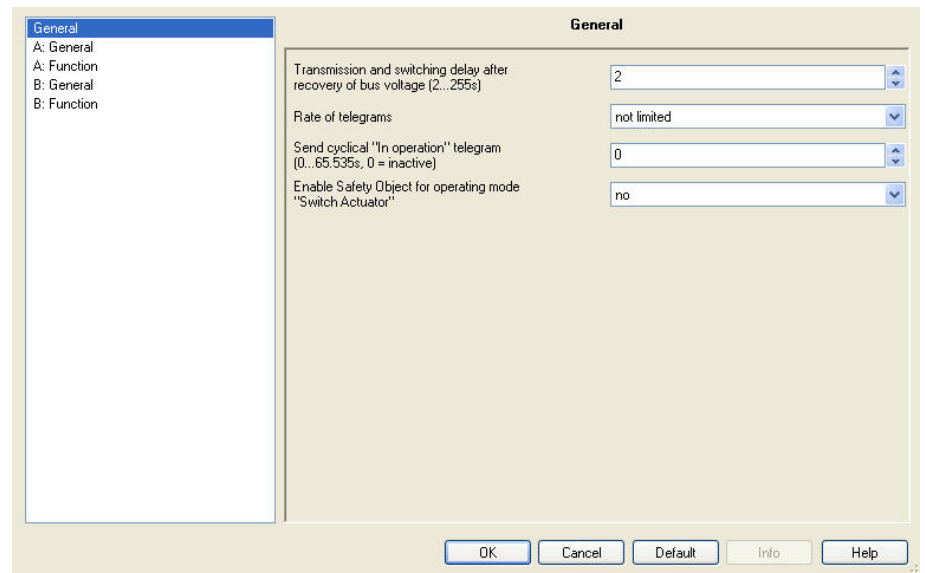 General
A: General
A: Function
B: General
B: Function
General
Transmission and switching delay after
recovery of bus voltage (2...255s)
2
Rate of telegrams
not limited
Send cyclical "In operation" telegram
(0...65.535s, 0 = inactive)
0
Enable Safety Object for operating mode
"Switch Actuator"
no
OK
Cancel
Default
Info
Help